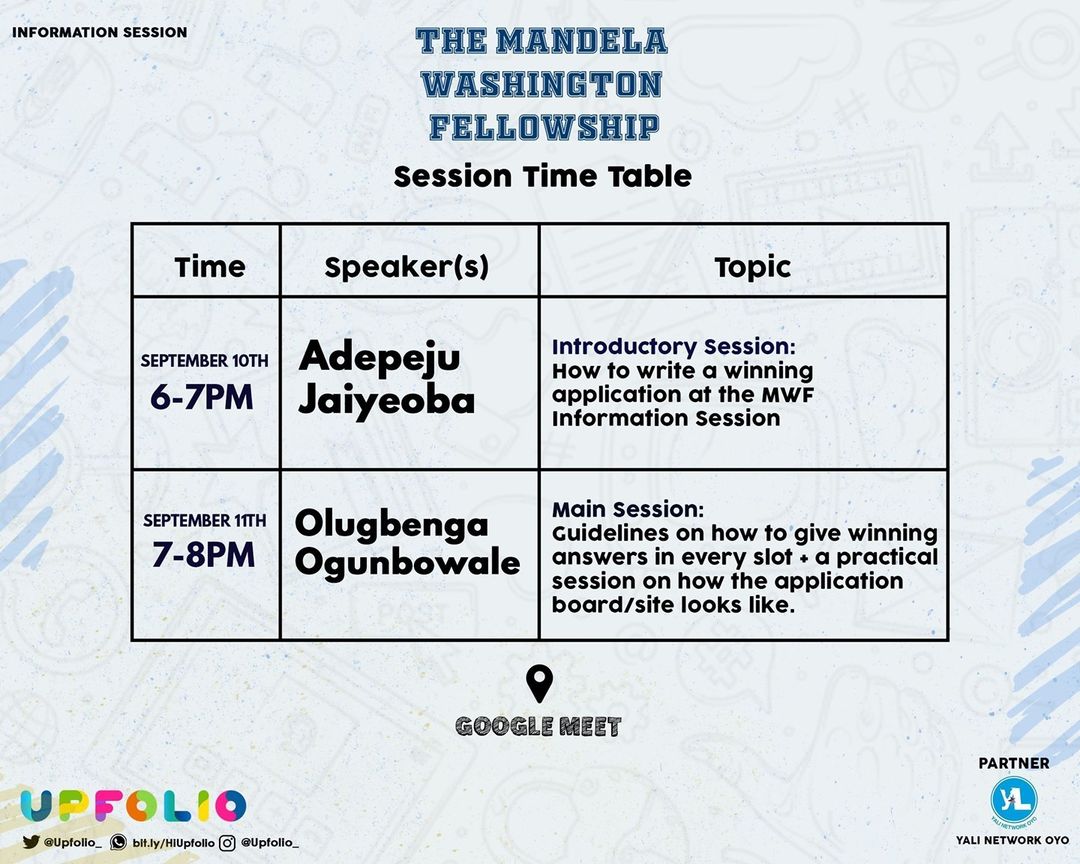 INFORMATION SESSION
THE MANDELA
WASHINGTON
FELLOWSHIP
Session Time Table
Time
Speaker(s)
Topic
SEPTEMBER 10TH
6-7PM
Adepeju
Jaiyeoba
Introductory Session:
How to write a winning
application at the MWF
Information Session
SEPTEMBER 11TH
7-8PM
Olugbenga
Ogunbowale
Main Session:
Guidelines on how to give winning
answers in every slot + a practical
session on how the application
board/site looks like.
GOOGLE MEET
UPFOLIO
@Upfolio_ bit.ly/HIUpfolio @Upfolio_
PARTNER
YL
YALI NETWORK OYO
YALI NETWORK OYO